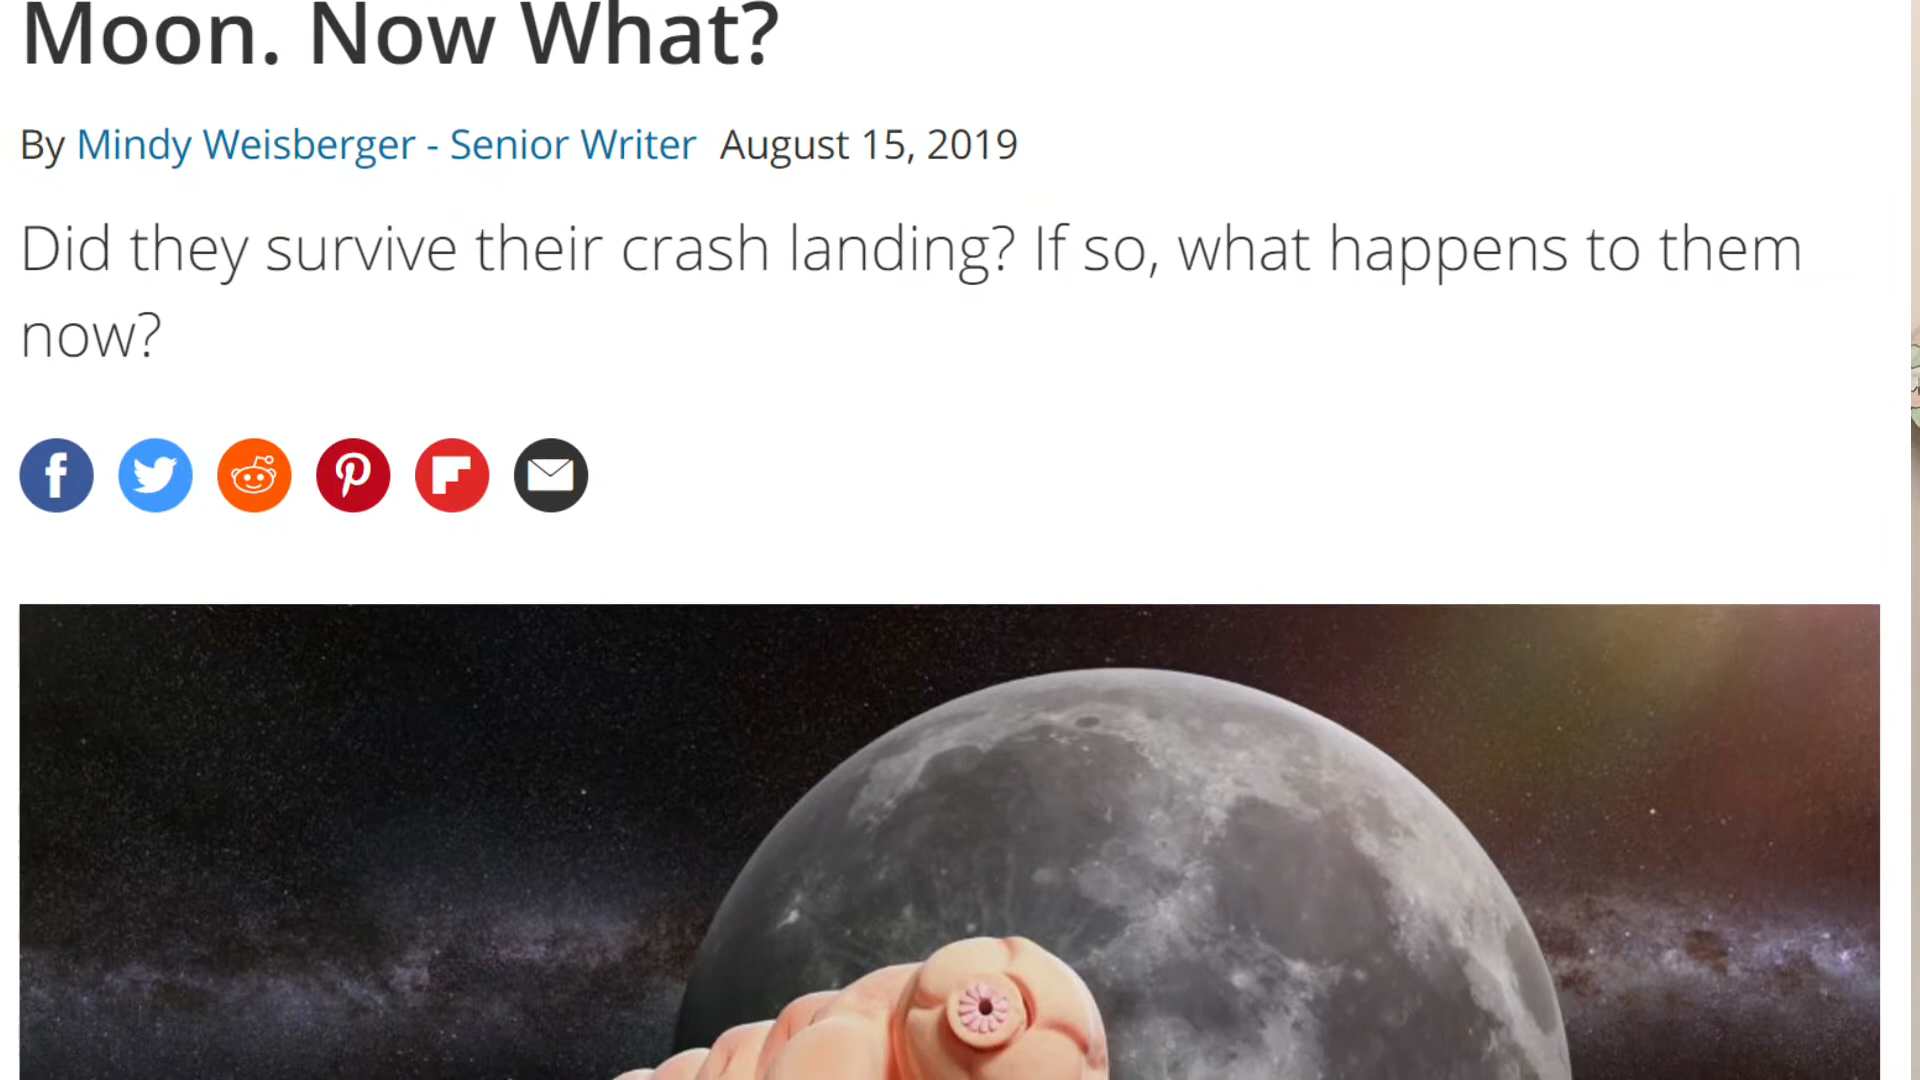 Moon. Now What?
By Mindy Weisberger - Senior Writer August 15, 2019
Did they survive their crash landing? If so, what happens to them
now?